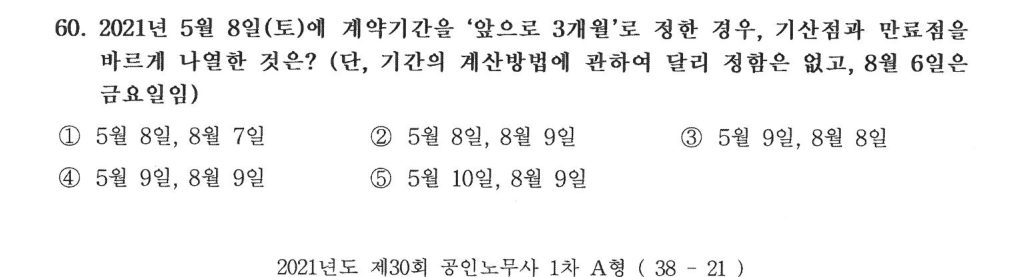 60. 2021년 5월 8일(토)에 계약기간을 ‘앞으로 3개월’로 정한 경우, 기산점과 만료점을
바르게 나열한 것은? (단, 기간의 계산방법에 관하여 달리 정함은 없고, 8월 6일은
금요일임)
① 5월 8일, 8월 7일 ② 5월 8일, 8월 9일 ③ 5월 9일, 8월 8일
④ 5월 9일, 8월 9일 ⑤ 5월 10일, 8월 9일
2021년도 제30회 공인노무사 1차 A형 ( 38 - 21 )